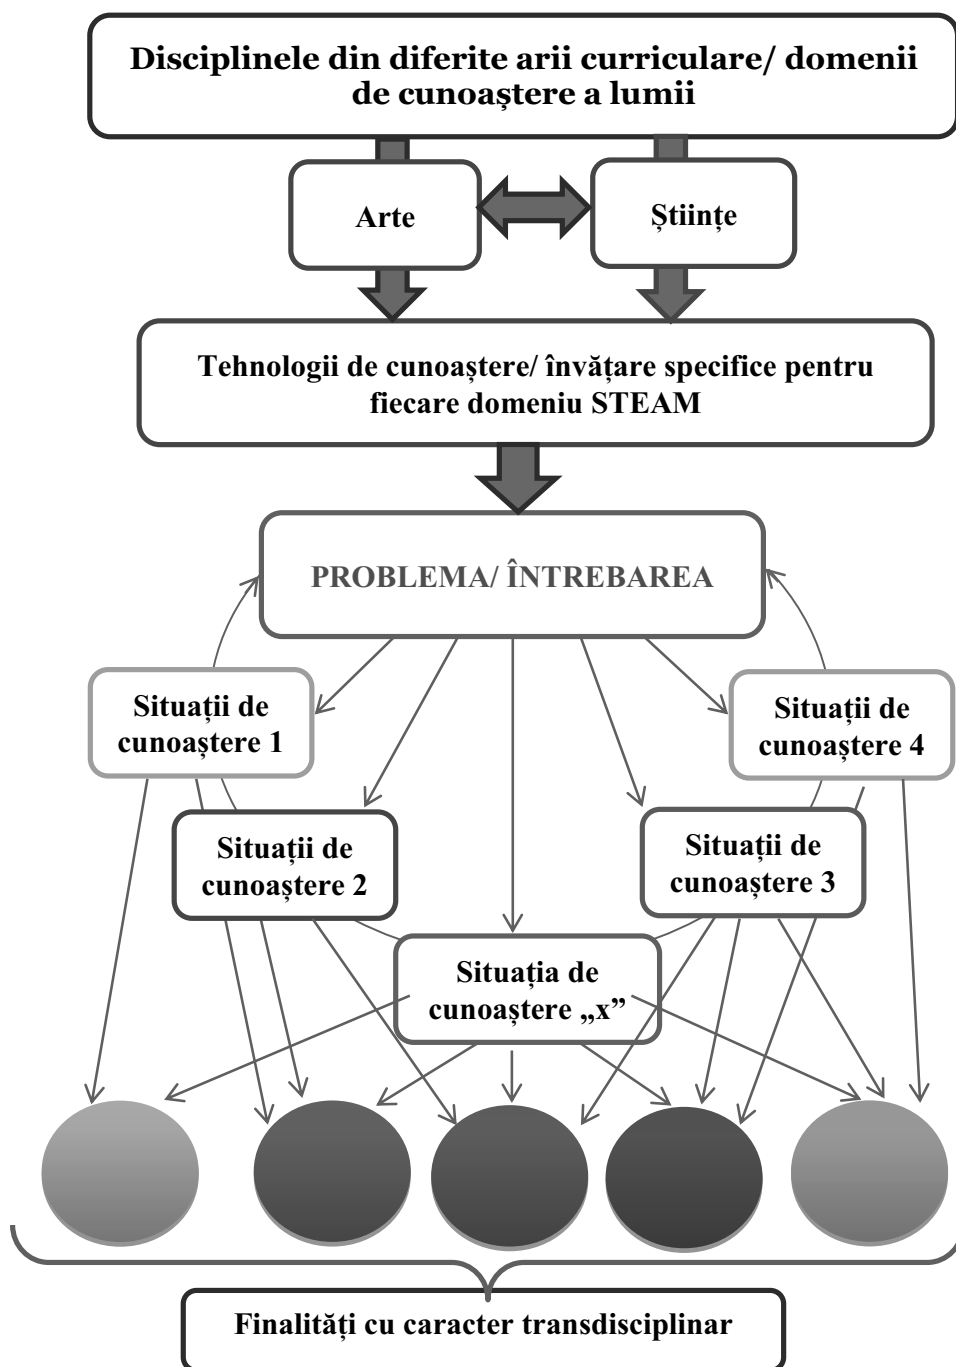 Disciplinele din diferite arii curriculare/ domenii
de cunoaștere a lumii
Arte
Științe
Tehnologii de cunoaștere/ învățare specifice pentru
fiecare domeniu STEAM
PROBLEMA/ ÎNTREBAREA
Situații de
cunoaștere 1
Situații de
cunoaștere 4
Situații de
cunoaștere 2
Situații de
cunoaștere 3
Situația de
cunoaștere „x”
Finalități cu caracter transdisciplinar